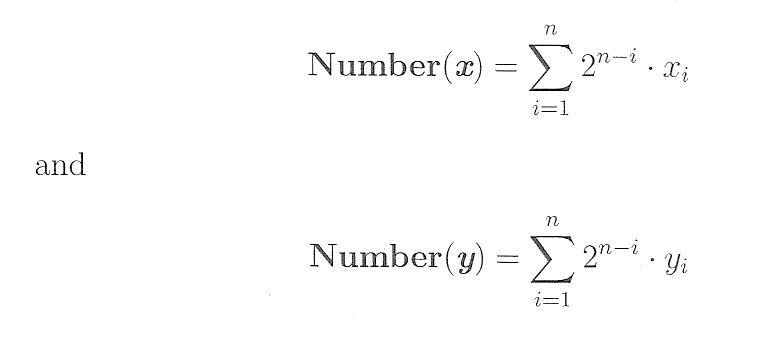 Number(x) = ∑_{i=1}^{n} 2^{n−i} · x_i
and
Number(y) = ∑_{i=1}^{n} 2^{n−i} · y_i